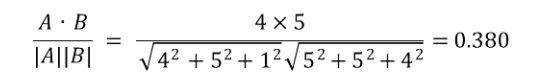 A · B / |A||B| = 4 × 5 / √4² + 5² + 1² √5² + 5² + 4² = 0.380